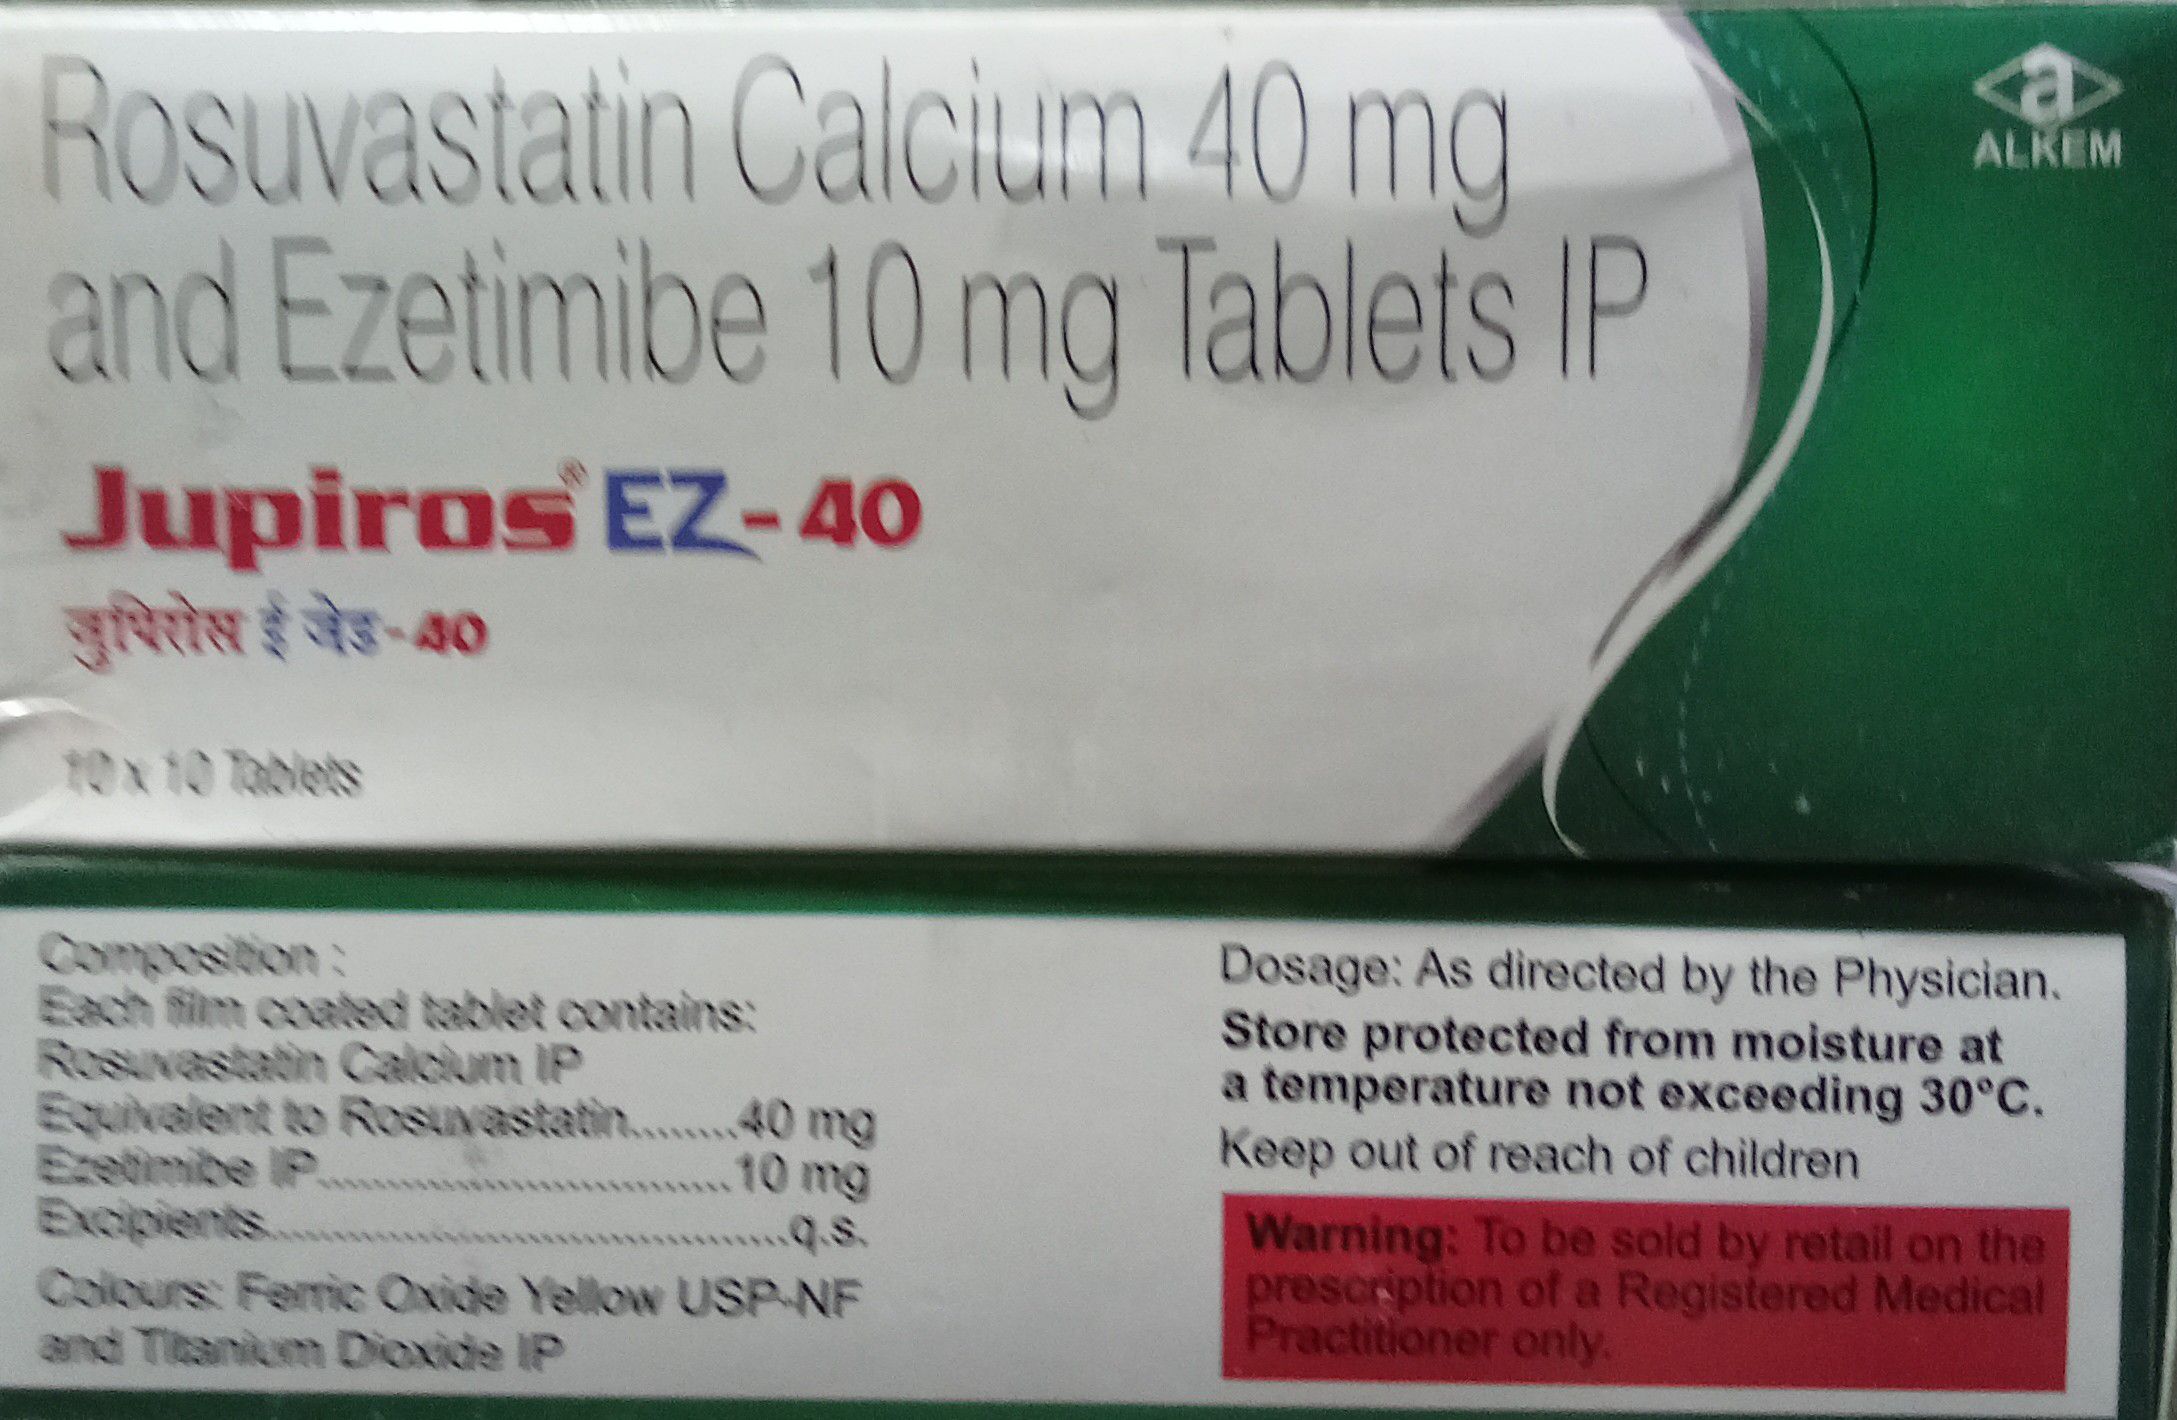 Rosuvastatin Calcium 40 mg
and Ezetimibe 10 mg Tablets IP
Jupiros® EZ-40
जुपिरोस ई जेड-40
10 x 10 Tablets
a
ALKEM
Composition :
Each film coated tablet contains:
Rosuvastatin Calcium IP
Equivalent to Rosuvastatin........40 mg
Ezetimibe IP................................10 mg
Excipients.......................................q.s.
Colours: Ferric Oxide Yellow USP-NF
and Titanium Dioxide IP
Dosage: As directed by the Physician.
Store protected from moisture at
a temperature not exceeding 30°C.
Keep out of reach of children
Warning: To be sold by retail on the
prescription of a Registered Medical
Practitioner only.